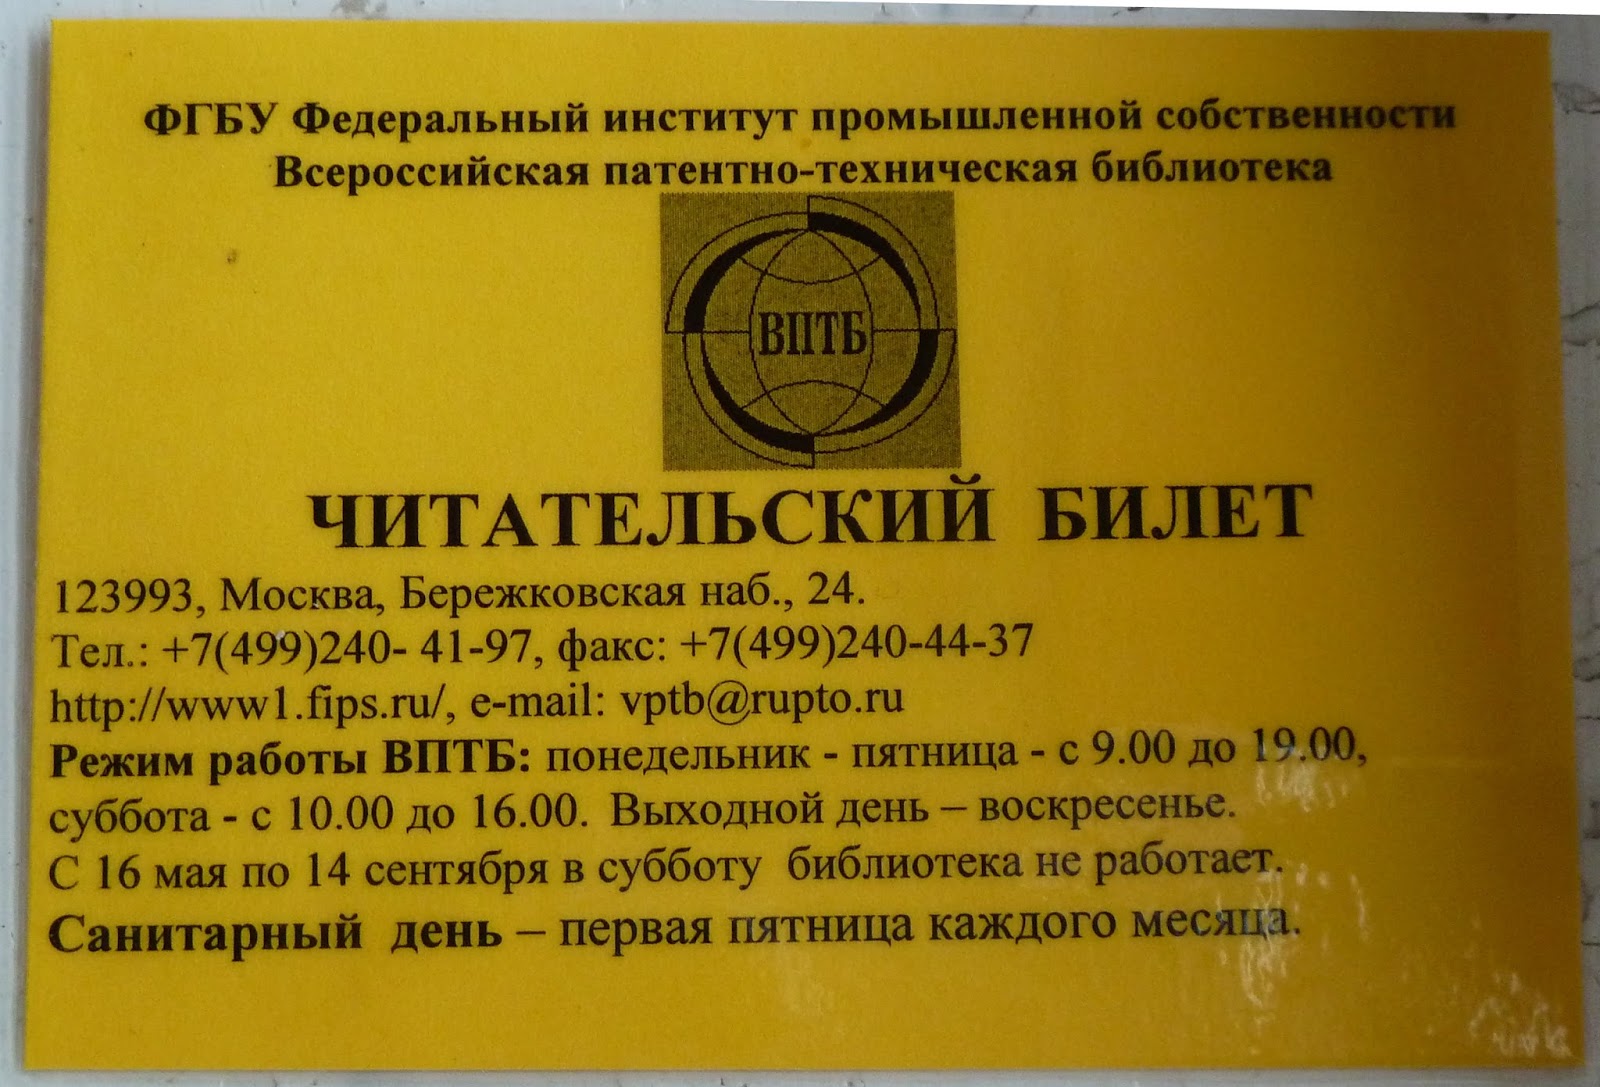 ФГБУ Федеральный институт промышленной собственности
Всероссийская патентно-техническая библиотека
ВПТБ
ЧИТАТЕЛЬСКИЙ БИЛЕТ
123993, Москва, Бережковская наб., 24.
Тел.: +7(499)240- 41-97, факс: +7(499)240-44-37
http://www1.fips.ru/, e-mail: vptb@rupto.ru
Режим работы ВПТБ: понедельник - пятница - с 9.00 до 19.00,
суббота - с 10.00 до 16.00. Выходной день – воскресенье.
С 16 мая по 14 сентября в субботу библиотека не работает.
Санитарный день – первая пятница каждого месяца.